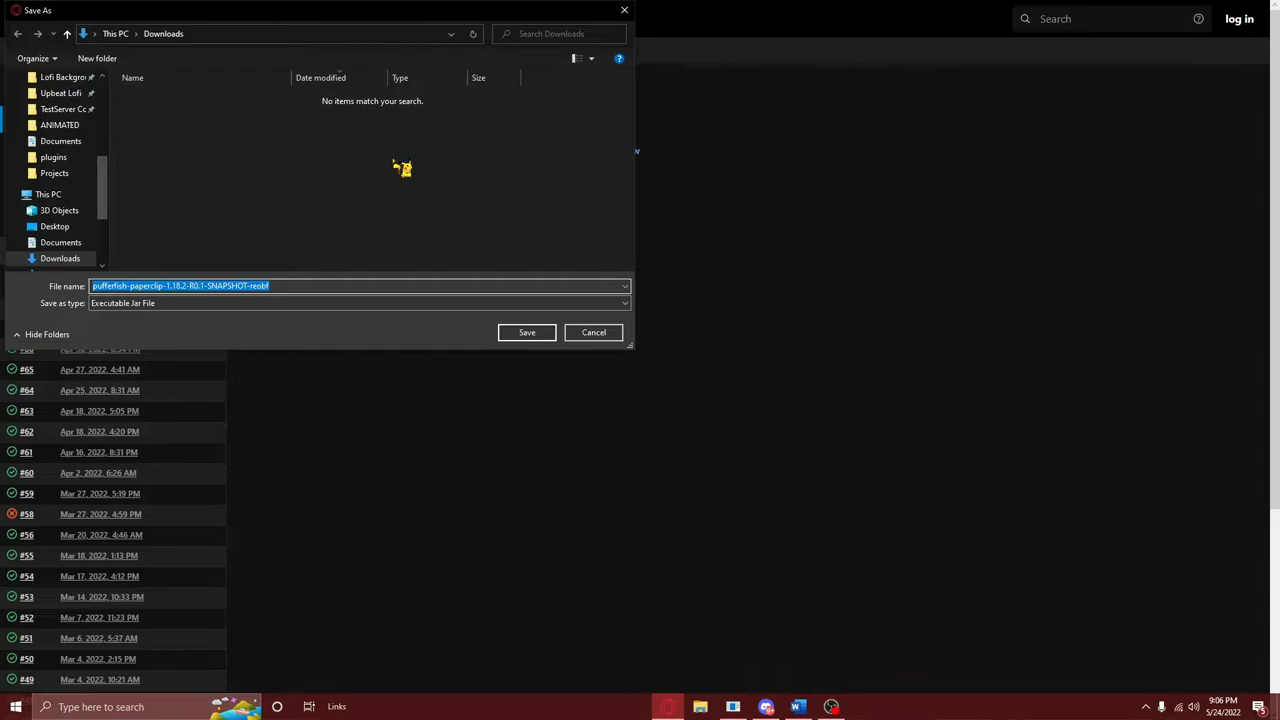 Save As
Search
log in
This PC
Downloads
Search Downloads
Organize
New folder
Lofi Backgro
Upbeat Lofi
TestServer Cc
ANIMATED
Documents
plugins
Projects
This PC
3D Objects
Desktop
Documents
Downloads
Name
Date modified
Type
Size
No items match your search.
w
File name: pufferfish-paperclip-1.18.2-R0.1-SNAPSHOT-reobf
Save as type: Executable Jar File
Hide Folders
Save
Cancel
#65 Apr 27, 2022, 4:41 AM
#64 Apr 25, 2022, 8:31 AM
#63 Apr 18, 2022, 5:05 PM
#62 Apr 18, 2022, 4:20 PM
#61 Apr 16, 2022, 8:31 PM
#60 Apr 2, 2022, 6:26 AM
#59 Mar 27, 2022, 5:19 PM
#58 Mar 27, 2022, 4:59 PM
#56 Mar 20, 2022, 4:46 AM
#55 Mar 18, 2022, 1:13 PM
#54 Mar 17, 2022, 4:12 PM
#53 Mar 14, 2022, 10:33 PM
#52 Mar 7, 2022, 11:23 PM
#51 Mar 6, 2022, 5:37 AM
#50 Mar 4, 2022, 2:15 PM
#49 Mar 4, 2022, 10:21 AM
Type here to search
Links
9:06 PM
5/24/2022